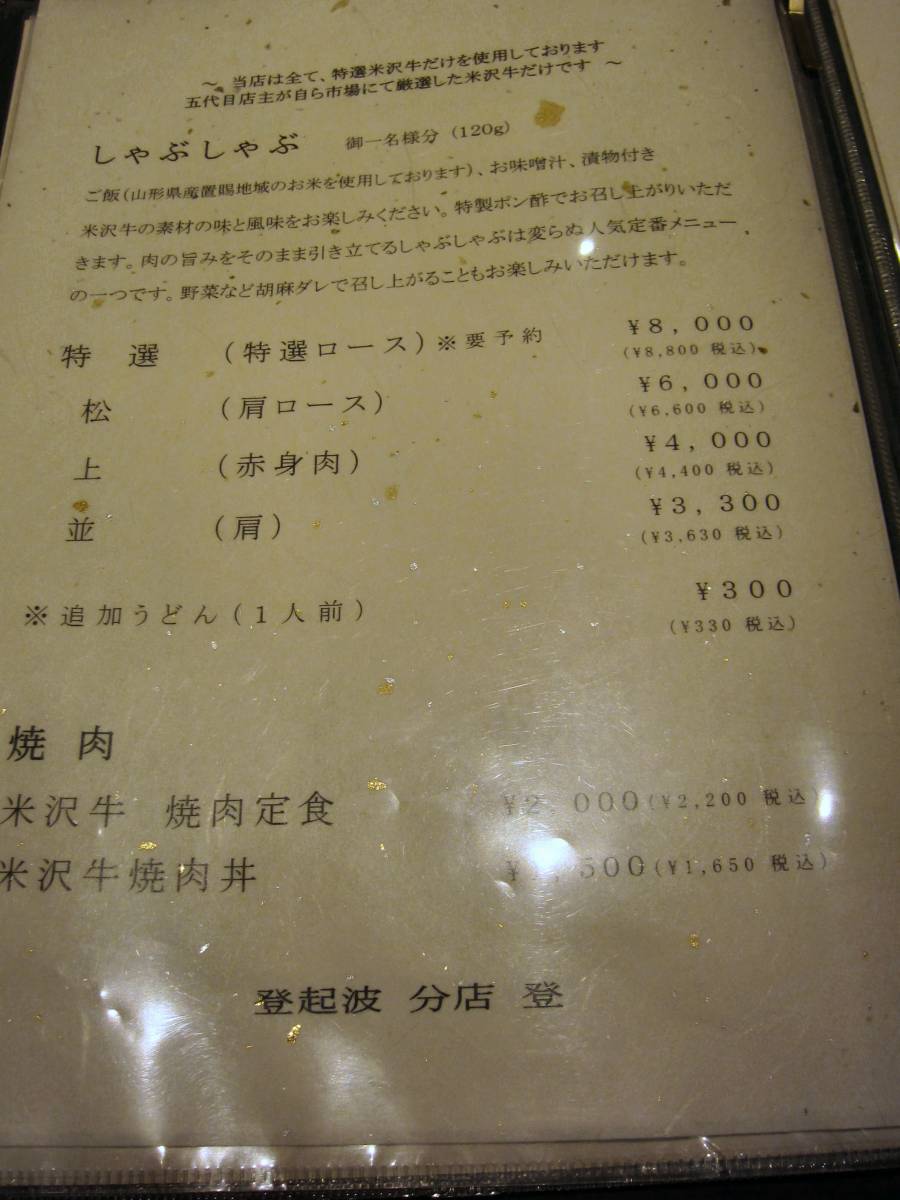 ～ 当店は全て、特選米沢牛だけを使用しております
五代目店主が自ら市場にて厳選した米沢牛だけです ～
しゃぶしゃぶ 御一名様分 (120g)
ご飯(山形県産置賜地域のお米を使用しております)、お味噌汁、漬物付き
米沢牛の素材の味と風味をお楽しみください。特製ポン酢でお召し上がりいただ
きます。肉の旨みをそのまま引き立てるしゃぶしゃぶは変らぬ人気定番メニュー
の一つです。野菜など胡麻ダレで召し上がることもお楽しみいただけます。
特 選 (特選ロース)※要予約 ￥8,000
(¥8,800 税込)
松 (肩ロース) ￥6,000
(¥6,600 税込)
上 (赤身肉) ￥4,000
(¥4,400 税込)
並 (肩) ￥3,300
(¥3,630 税込)
※追加うどん(1人前) ￥300
(¥330 税込)
焼 肉
米沢牛 焼肉定食 ￥2,000(¥2,200 税込)
米沢牛焼肉丼 ￥1,500(¥1,650 税込)
登起波 分店 登